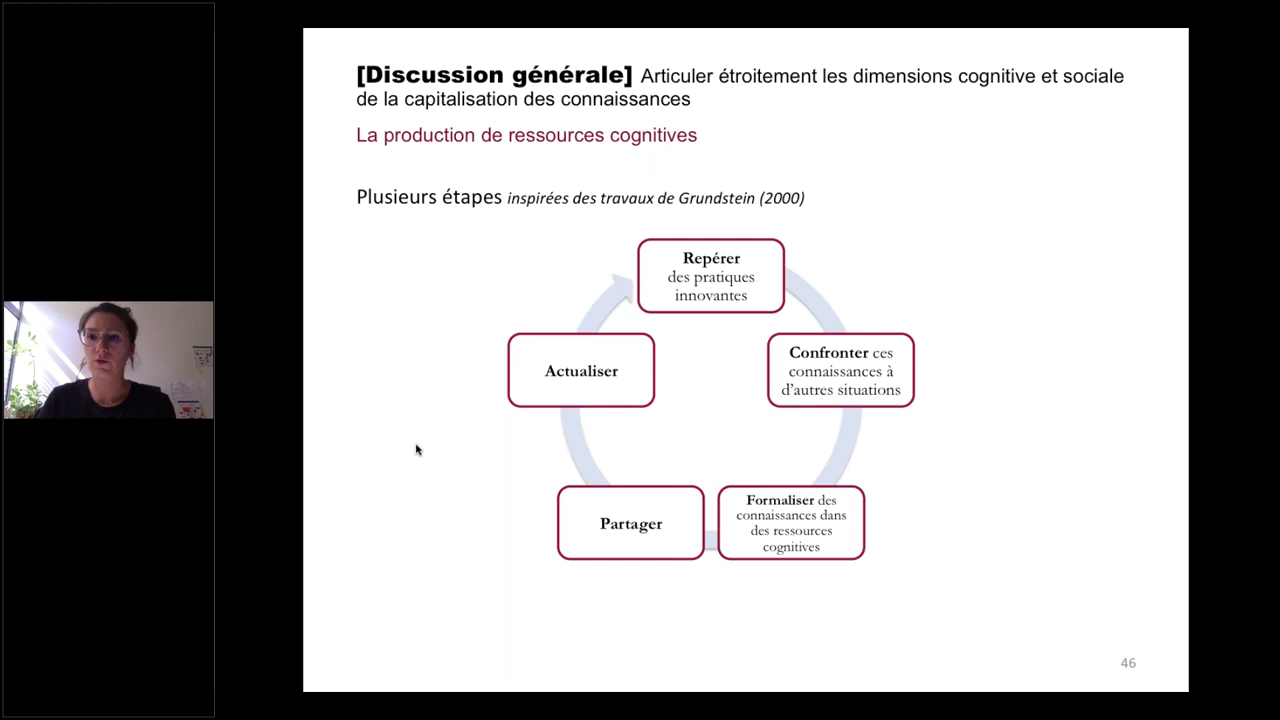 [Discussion générale] Articuler étroitement les dimensions cognitive et sociale
de la capitalisation des connaissances
La production de ressources cognitives
Plusieurs étapes inspirées des travaux de Grundstein (2000)
Repérer
des pratiques
innovantes
Confronter ces
connaissances à
d'autres situations
Formaliser des
connaissances dans
des ressources
cognitives
Partager
Actualiser
46